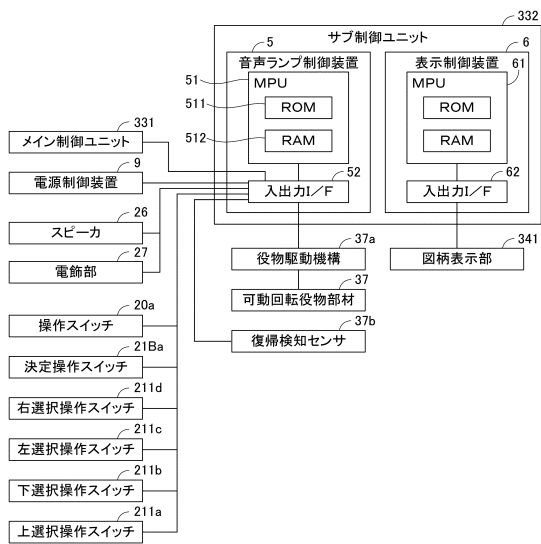 332
サブ制御ユニット
5
音声ランプ制御装置
51
MPU
511
ROM
512
RAM
52
入出力I/F
6
表示制御装置
61
MPU
ROM
RAM
62
入出力I/F
331
メイン制御ユニット
9
電源制御装置
26
スピーカ
27
電飾部
37a
役物駆動機構
37
可動回転役物部材
37b
復帰検知センサ
341
図柄表示部
20a
操作スイッチ
21Ba
決定操作スイッチ
211d
右選択操作スイッチ
211c
左選択操作スイッチ
211b
下選択操作スイッチ
211a
上選択操作スイッチ